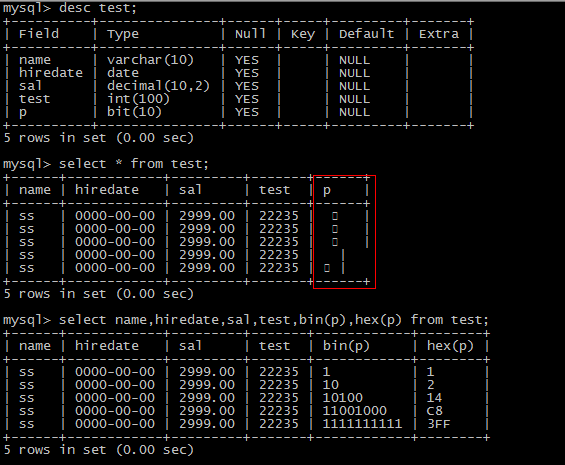 mysql> desc test;
+----------+---------------+------+-----+---------+-------+
| Field    | Type          | Null | Key | Default | Extra |
+----------+---------------+------+-----+---------+-------+
| name     | varchar(10)   | YES  |     | NULL    |       |
| hiredate | date          | YES  |     | NULL    |       |
| sal      | decimal(10,2) | YES  |     | NULL    |       |
| test     | int(100)      | YES  |     | NULL    |       |
| p        | bit(10)       | YES  |     | NULL    |       |
+----------+---------------+------+-----+---------+-------+
5 rows in set (0.00 sec)
mysql> select * from test;
+------+------------+---------+-------+------+
| name | hiredate   | sal     | test  | p    |
+------+------------+---------+-------+------+
| ss   | 0000-00-00 | 2999.00 | 22235 |  |
| ss   | 0000-00-00 | 2999.00 | 22235 |  |
| ss   | 0000-00-00 | 2999.00 | 22235 |  |
| ss   | 0000-00-00 | 2999.00 | 22235 |  |
| ss   | 0000-00-00 | 2999.00 | 22235 |  |
+------+------------+---------+-------+------+
5 rows in set (0.00 sec)
mysql> select name,hiredate,sal,test,bin(p),hex(p) from test;
+------+------------+---------+-------+------------+--------+
| name | hiredate   | sal     | test  | bin(p)     | hex(p) |
+------+------------+---------+-------+------------+--------+
| ss   | 0000-00-00 | 2999.00 | 22235 | 1          | 1      |
| ss   | 0000-00-00 | 2999.00 | 22235 | 10         | 2      |
| ss   | 0000-00-00 | 2999.00 | 22235 | 10100      | 14     |
| ss   | 0000-00-00 | 2999.00 | 22235 | 11001000   | C8     |
| ss   | 0000-00-00 | 2999.00 | 22235 | 1111111111 | 3FF    |
+------+------------+---------+-------+------------+--------+
5 rows in set (0.00 sec)